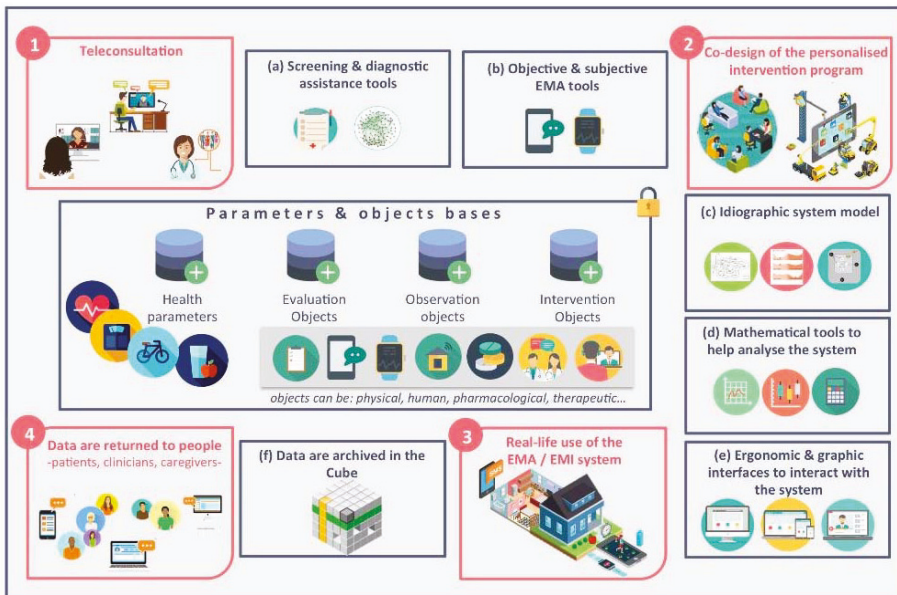 1
Teleconsultation
(a) Screening & diagnostic
assistance tools
(b) Objective & subjective
EMA tools
2
Co-design of the personalised
intervention program
Parameters & objects bases
Health
parameters
Evaluation
Objects
Observation
objects
Intervention
Objects
objects can be: physical, human, pharmacological, therapeutic...
(c) Idiographic system model
(d) Mathematical tools to
help analyse the system
(e) Ergonomic & graphic
interfaces to interact with
the system
4
Data are returned to people
-patients, clinicians, caregivers-
(f) Data are archived in the
Cube
3
Real-life use of the
EMA / EMI system